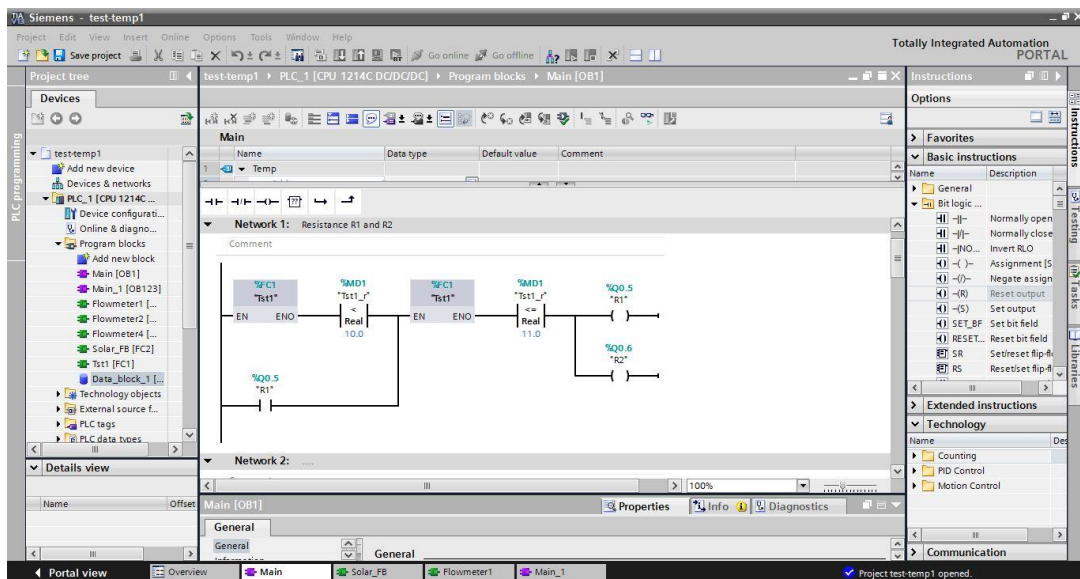 Siemens - test-temp1
Project Edit View Insert Online Options Tools Window Help
Totally Integrated Automation
PORTAL
Save project
Go online
Go offline
Project tree
test-temp1 PLC_1 [CPU 1214C DC/DC/DC] Program blocks Main [OB1]
Instructions
Devices
Options
Main
Name Data type Default value Comment
1 Temp
test-temp1
Add new device
Devices & networks
PLC_1 [CPU 1214C ...
Device configurati...
Online & diagno...
Program blocks
Add new block
Main [OB1]
Main_1 [OB123]
Flowmeter1 [...
Flowmeter2 [...
Flowmeter4 [...
Solar_FB [FC2]
Tst1 [FC1]
Data_block_1 [...
Technology objects
External source f...
PLC tags
PLC data types
Details view
Name Offset
PLC programming
Network 1: Resistance R1 and R2
Comment
%FC1
"Tst1"
EN ENO
%MD1
"Tst1_r"
<
Real
10.0
%FC1
"Tst1"
EN ENO
%MD1
"Tst1_r"
<=
Real
11.0
%Q0.5
"R1"
%Q0.6
"R2"
%Q0.5
"R1"
Network 2: ....
100%
Main [OB1]
Properties
Info
Diagnostics
General
General
General
Favorites
Basic instructions
Name Description
General
Bit logic ...
-||- Normally open
-|/|- Normally close
-|NO... Invert RLO
-( )- Assignment [S
-(/)- Negate assign
-(R) Reset output
-(S) Set output
SET_BF Set bit field
RESET... Reset bit field
SR Set/reset flip-fl
RS Reset/set flip-fl
Extended instructions
Technology
Name Des
Counting
PID Control
Motion Control
Communication
Instructions
Testing
Tasks
Libraries
Portal view
Overview
Main
Solar_FB
Flowmeter1
Main_1
Project test-temp1 opened.